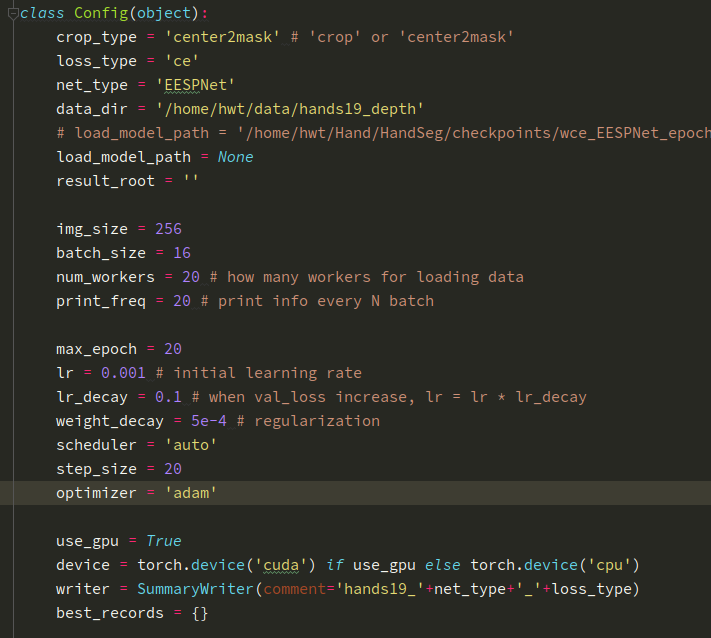 class Config(object):
    crop_type = 'center2mask' # 'crop' or 'center2mask'
    loss_type = 'ce'
    net_type = 'EESPNet'
    data_dir = '/home/hwt/data/hands19_depth'
    # load_model_path = '/home/hwt/Hand/HandSeg/checkpoints/wce_EESPNet_epoch
    load_model_path = None
    result_root = ''
    img_size = 256
    batch_size = 16
    num_workers = 20 # how many workers for loading data
    print_freq = 20 # print info every N batch
    max_epoch = 20
    lr = 0.001 # initial learning rate
    lr_decay = 0.1 # when val_loss increase, lr = lr * lr_decay
    weight_decay = 5e-4 # regularization
    scheduler = 'auto'
    step_size = 20
    optimizer = 'adam'
    use_gpu = True
    device = torch.device('cuda') if use_gpu else torch.device('cpu')
    writer = SummaryWriter(comment='hands19_'+net_type+'_'+loss_type)
    best_records = {}